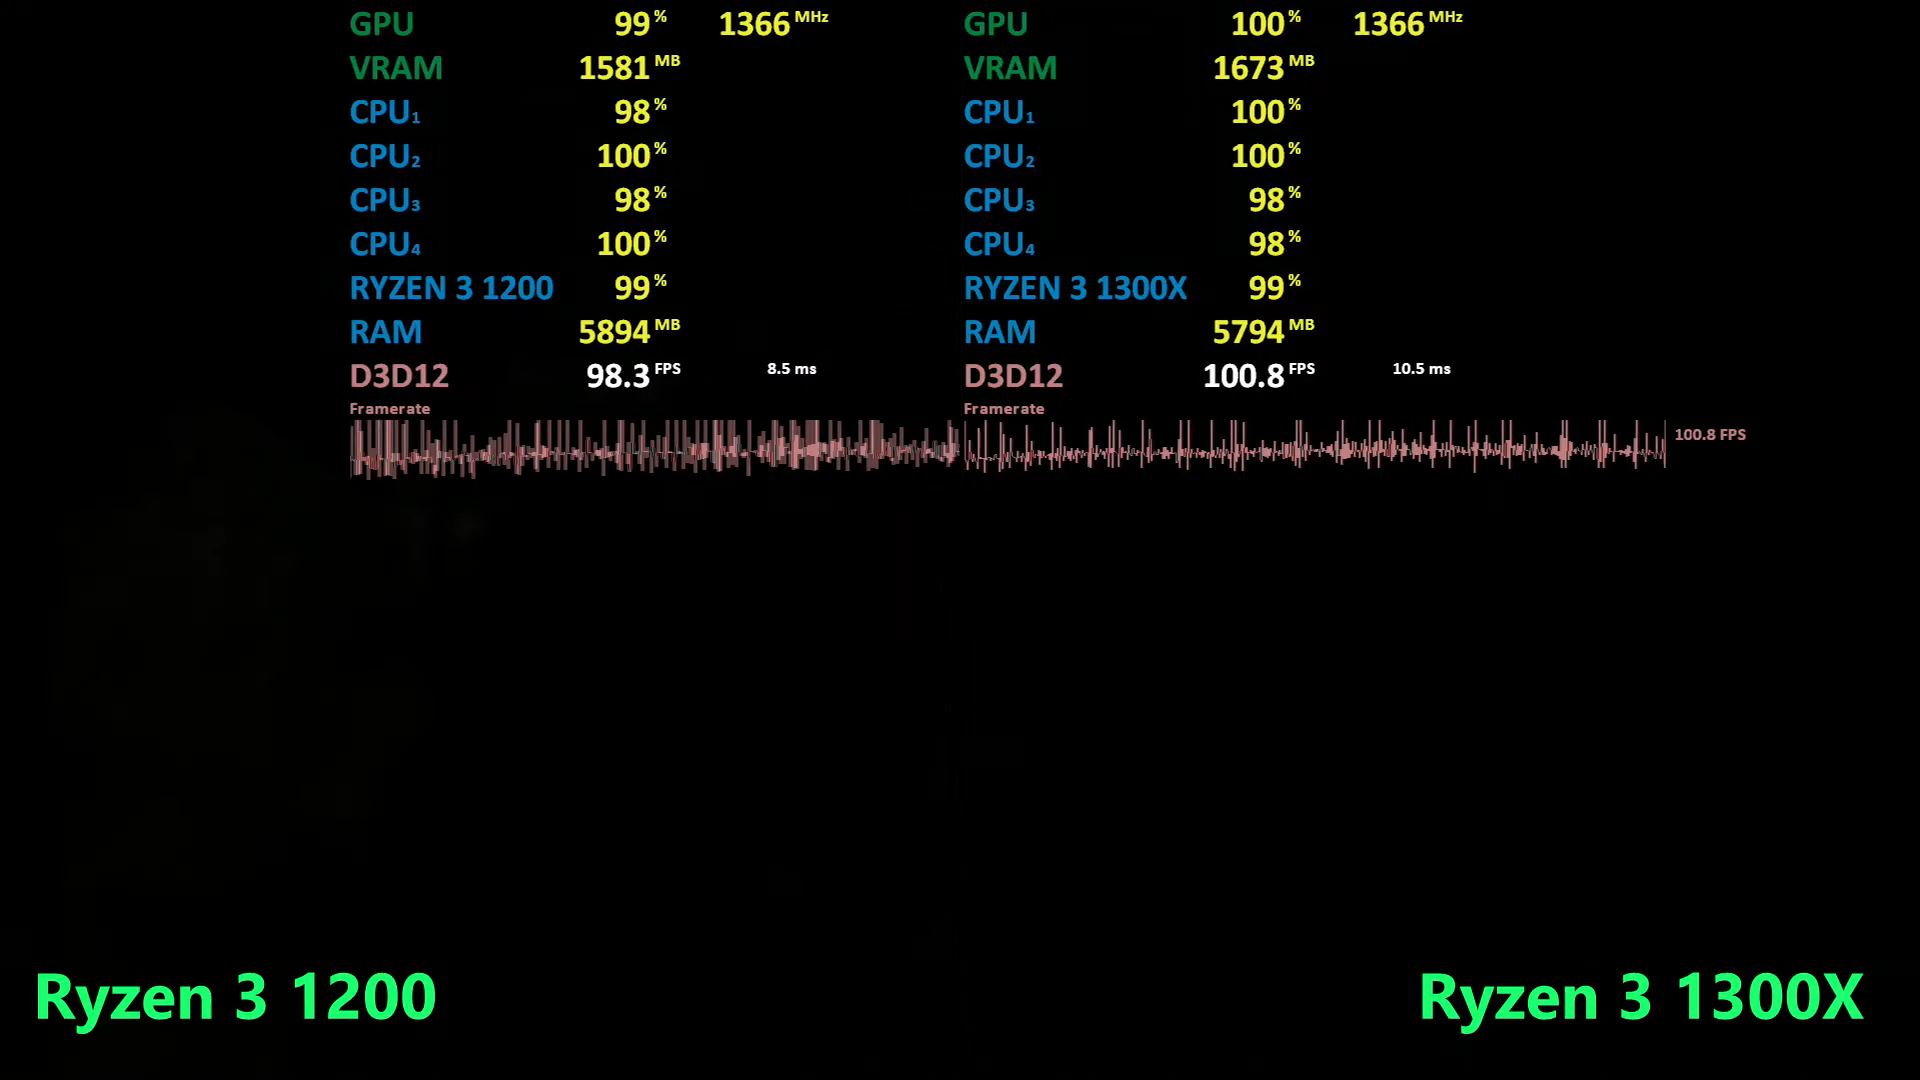 GPU 99 % 1366 MHz GPU 100 % 1366 MHz
VRAM 1581 MB VRAM 1673 MB
CPU1 98 % CPU1 100 %
CPU2 100 % CPU2 100 %
CPU3 98 % CPU3 98 %
CPU4 100 % CPU4 98 %
RYZEN 3 1200 99 % RYZEN 3 1300X 99 %
RAM 5894 MB RAM 5794 MB
D3D12 98.3 FPS 8.5 ms D3D12 100.8 FPS 10.5 ms
Framerate Framerate
100.8 FPS
Ryzen 3 1200 Ryzen 3 1300X